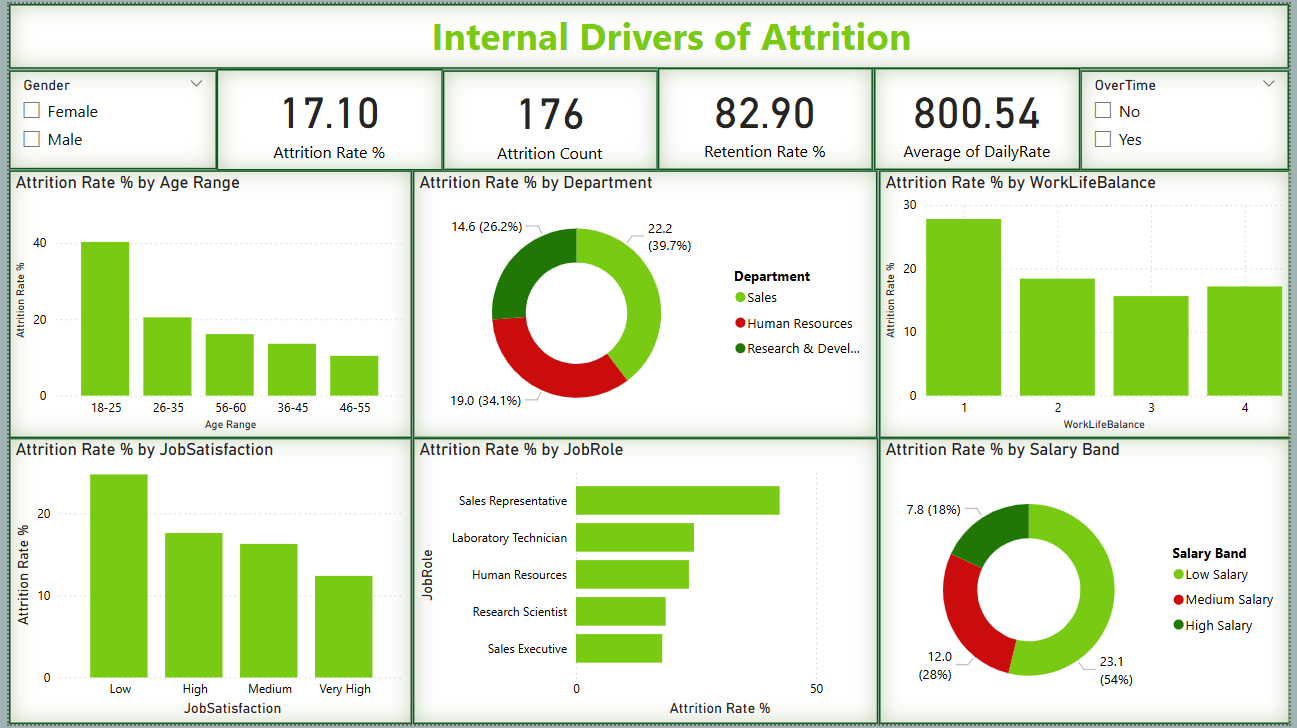 Internal Drivers of Attrition
Gender
Female
Male
17.10
Attrition Rate %
176
Attrition Count
82.90
Retention Rate %
800.54
Average of DailyRate
OverTime
No
Yes
Attrition Rate % by Age Range
Attrition Rate %
40
20
0
18-25
26-35
56-60
36-45
46-55
Age Range
Attrition Rate % by Department
14.6 (26.2%)
22.2
(39.7%)
19.0 (34.1%)
Department
Sales
Human Resources
Research & Devel...
Attrition Rate % by WorkLifeBalance
Attrition Rate %
30
20
10
0
1
2
3
4
WorkLifeBalance
Attrition Rate % by JobSatisfaction
Attrition Rate %
20
10
0
Low
High
Medium
Very High
JobSatisfaction
Attrition Rate % by JobRole
JobRole
Sales Representative
Laboratory Technician
Human Resources
Research Scientist
Sales Executive
0
50
Attrition Rate %
Attrition Rate % by Salary Band
7.8 (18%)
12.0
(28%)
23.1
(54%)
Salary Band
Low Salary
Medium Salary
High Salary